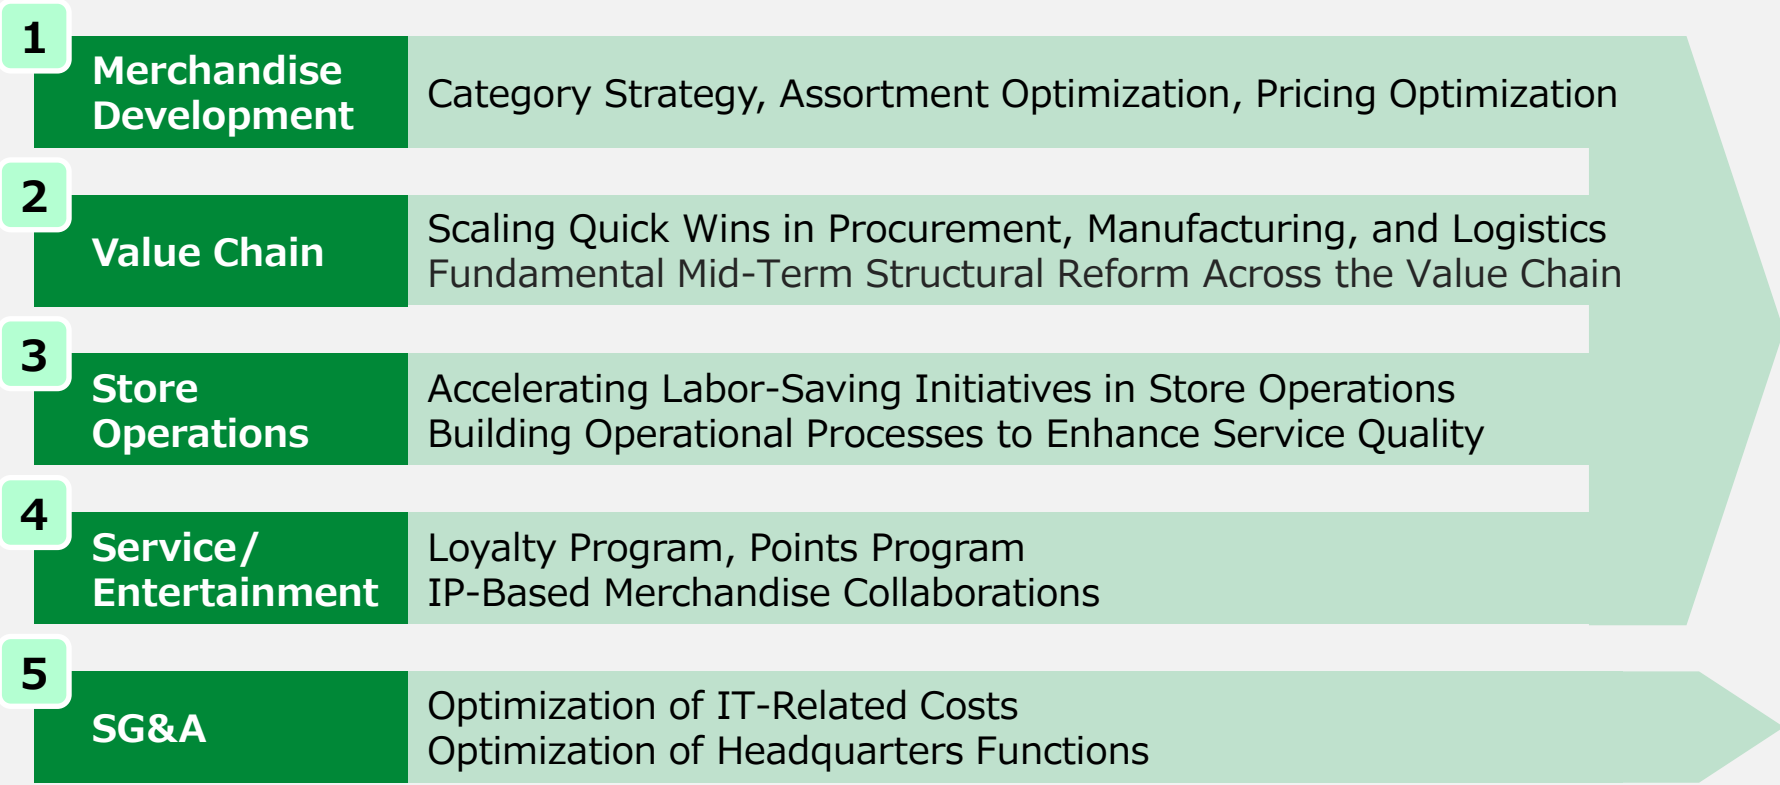 1
Merchandise
Development
Category Strategy, Assortment Optimization, Pricing Optimization
2
Value Chain
Scaling Quick Wins in Procurement, Manufacturing, and Logistics
Fundamental Mid-Term Structural Reform Across the Value Chain
3
Store
Operations
Accelerating Labor-Saving Initiatives in Store Operations
Building Operational Processes to Enhance Service Quality
4
Service/
Entertainment
Loyalty Program, Points Program
IP-Based Merchandise Collaborations
5
SG&A
Optimization of IT-Related Costs
Optimization of Headquarters Functions